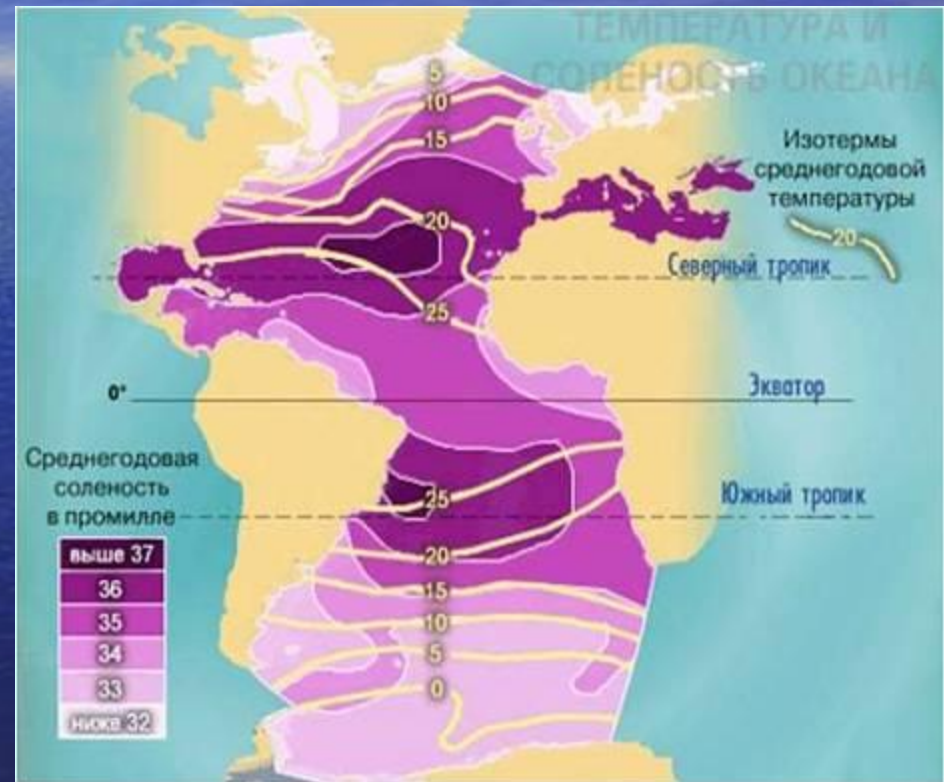 ТЕМПЕРАТУРА И
СОЛЕНОСТЬ ОКЕАНА
5
10
15
Изотермы
среднегодовой
температуры
20
20
Северный тропик
25
0°
Экватор
Среднегодовая
соленость
в промилле
25
Южный тропик
выше 37
20
36
15
35
10
34
5
33
0
ниже 32